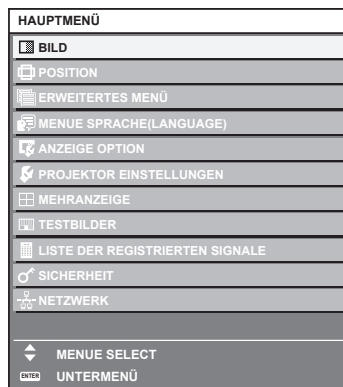 HAUPTMENÜ
BILD
POSITION
ERWEITERTES MENÜ
MENUE SPRACHE(LANGUAGE)
ANZEIGE OPTION
PROJEKTOR EINSTELLUNGEN
MEHRANZEIGE
TESTBILDER
LISTE DER REGISTRIERTEN SIGNALE
SICHERHEIT
NETZWERK
MENUE SELECT
ENTER UNTERMENÜ